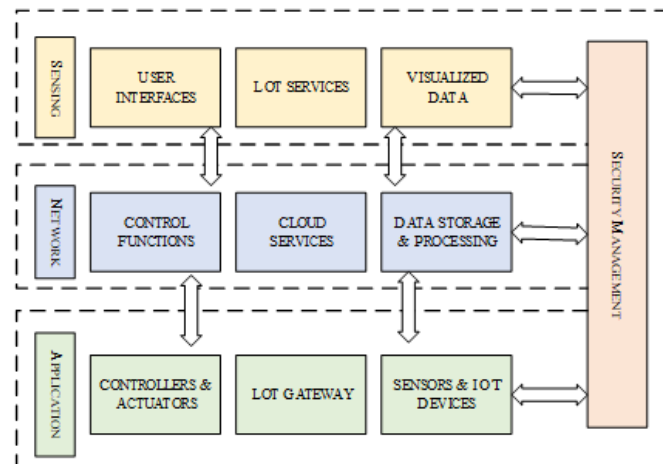 SENSING
USER
INTERFACES
LOT SERVICES
VISUALIZED
DATA
SECURITY MANAGEMENT
NETWORK
CONTROL
FUNCTIONS
CLOUD
SERVICES
DATA STORAGE
& PROCESSING
APPLICATION
CONTROLLERS &
ACTUATORS
LOT GATEWAY
SENSORS & IOT
DEVICES